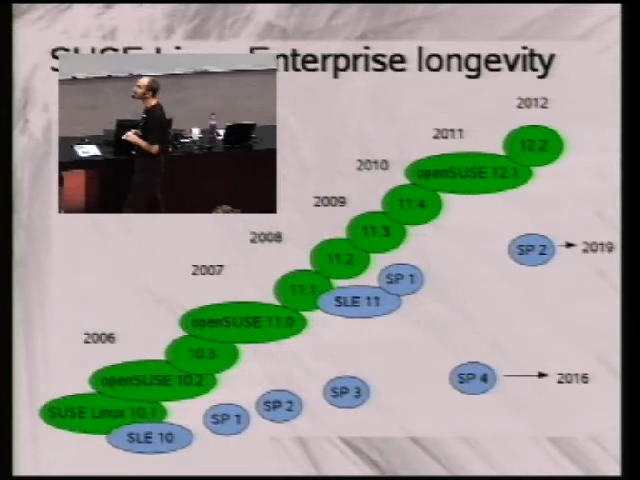 SUSE Linux Enterprise longevity
2012
12.2
2011
openSUSE 12.1
2010
11.4
2009
11.3
SP 2
2019
2008
11.2
SP 1
2007
11.1
SLE 11
openSUSE 11.0
2006
10.3
openSUSE 10.2
SP 4
2016
SP 3
SUSE Linux 10.1
SP 1
SP 2
SLE 10